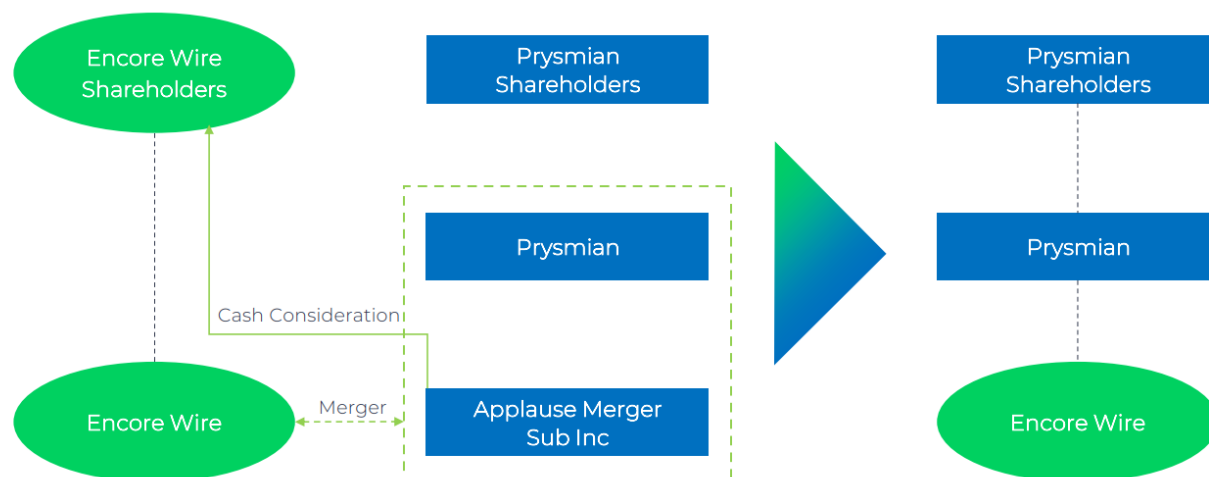 Encore Wire
Shareholders
Prysmian
Shareholders
Prysmian
Shareholders
Prysmian
Prysmian
Cash Consideration
Merger
Encore Wire
Applause Merger
Sub Inc
Encore Wire